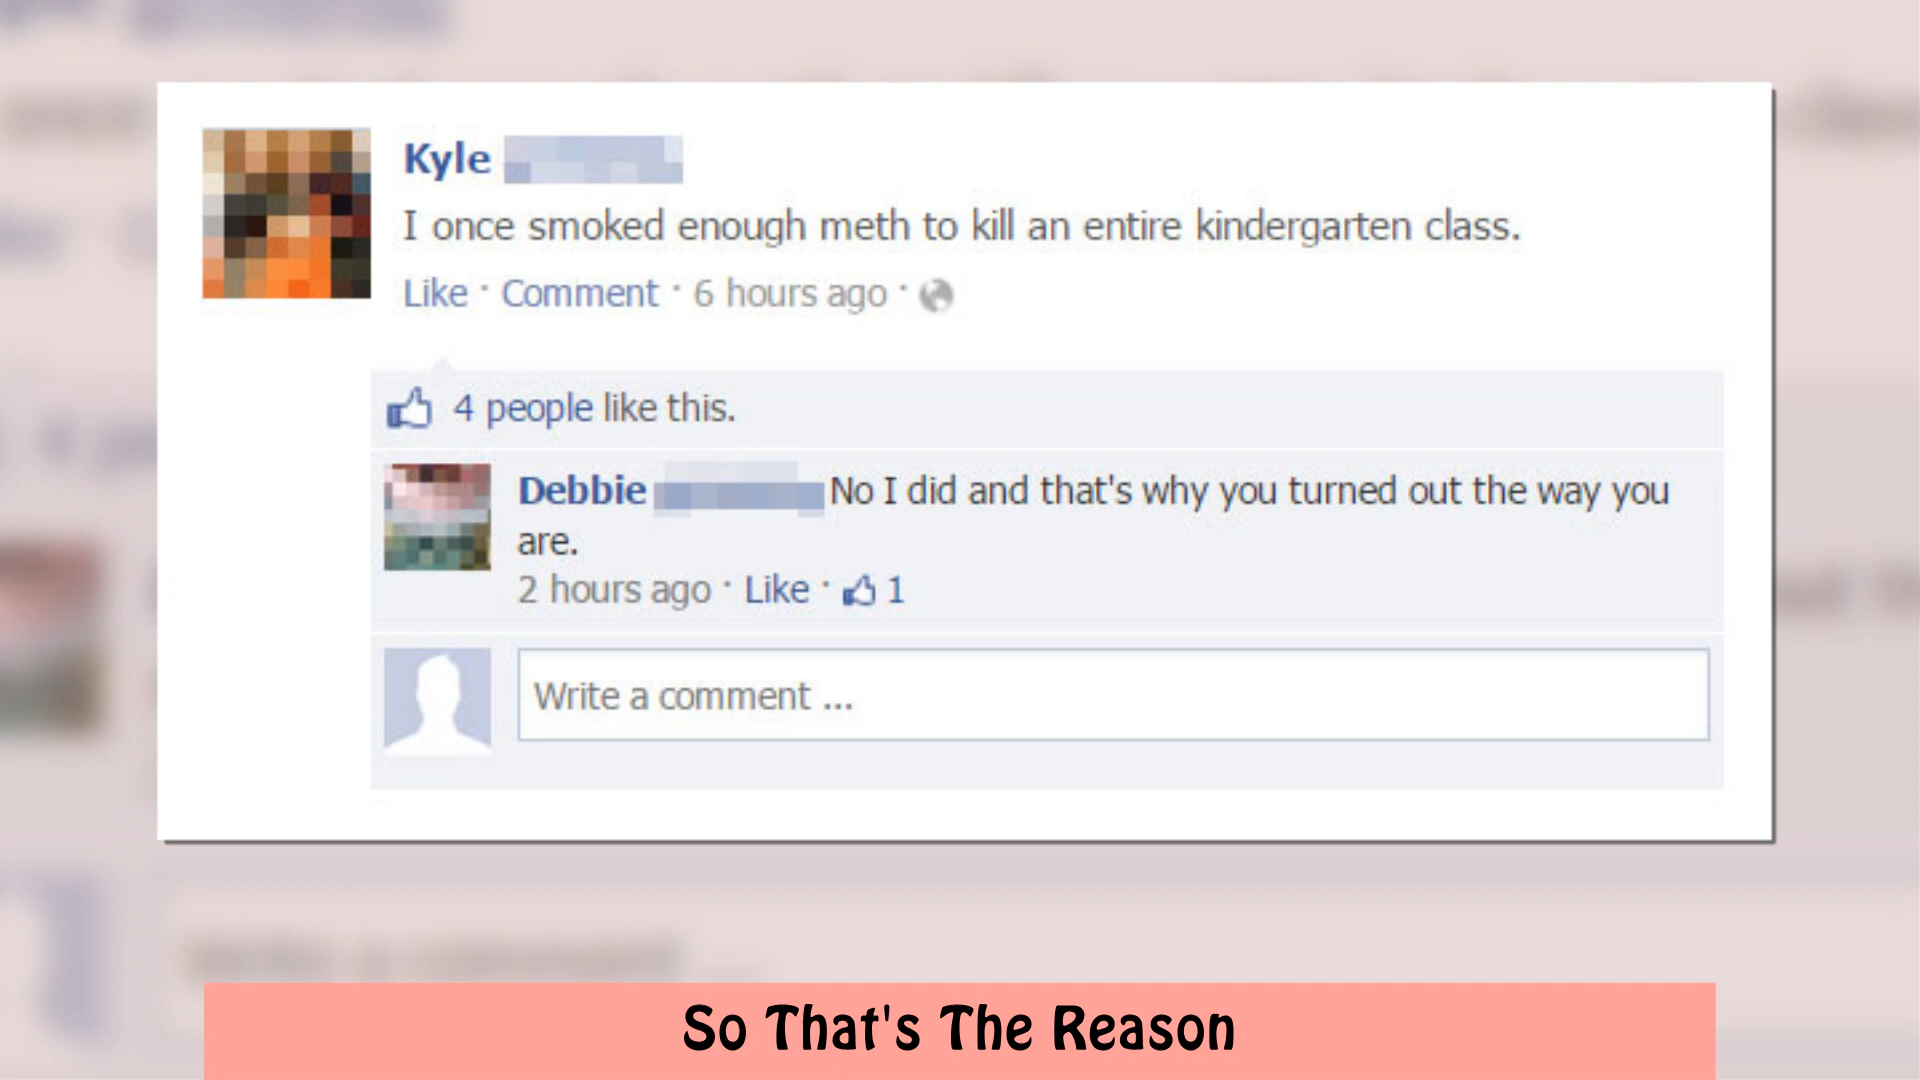 Kyle
I once smoked enough meth to kill an entire kindergarten class.
Like · Comment · 6 hours ago ·
4 people like this.
Debbie No I did and that's why you turned out the way you
are.
2 hours ago · Like · 1
Write a comment ...
So That's The Reason